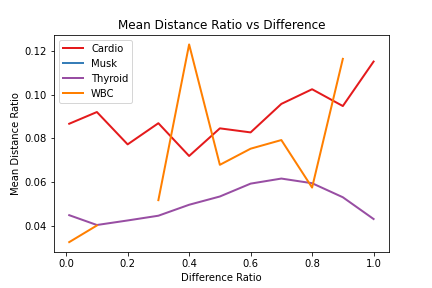 Mean Distance Ratio vs Difference
Cardio
Musk
Thyroid
WBC
Mean Distance Ratio
0.12
0.10
0.08
0.06
0.04
0.0 0.2 0.4 0.6 0.8 1.0
Difference Ratio